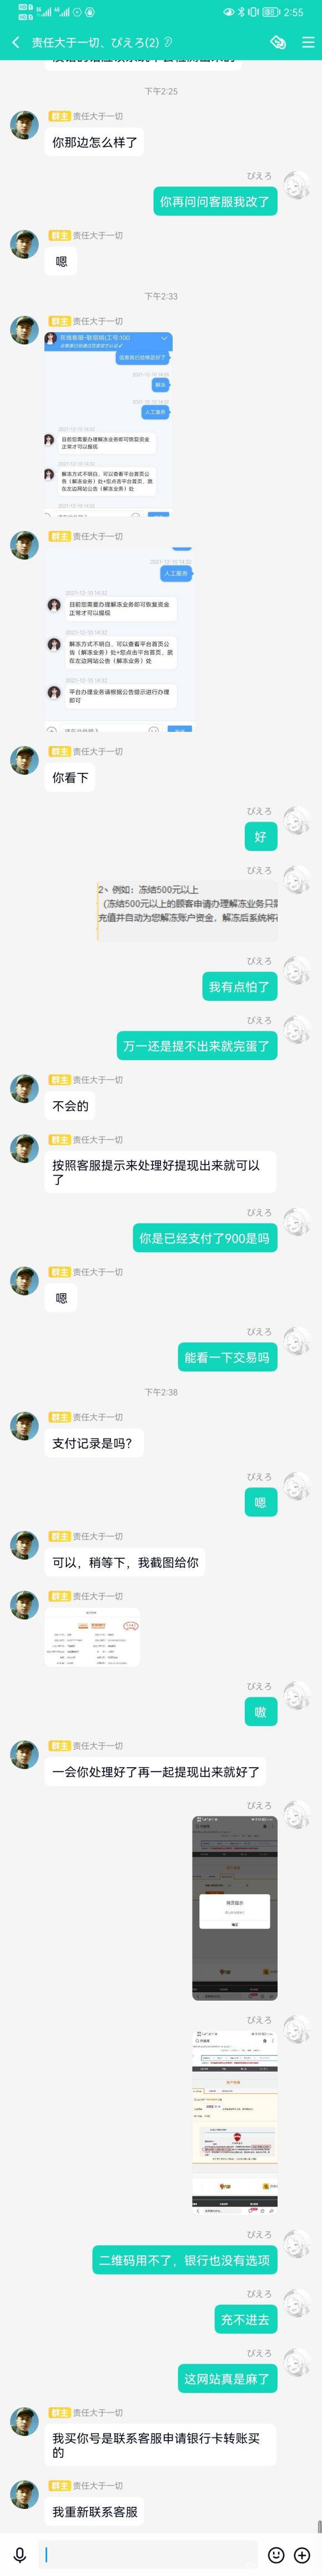 2:55
责任大于一切、ぴえろ(2)
下午2:25
群主 责任大于一切
你那边怎么样了
ぴえろ
你再问问客服我改了
群主 责任大于一切
嗯
下午2:33
群主 责任大于一切
解冻
人工服务
2021-12-10 14:32
目前您需要办理解冻业务即可恢复资金
正常才可以提现
2021-12-10 14:32
解冻方式不明白，可以查看平台首页公
告（解冻业务）处+您点击平台首页，就
在左边网站公告（解冻业务）处
群主 责任大于一切
2021-12-10 14:32
人工服务
2021-12-10 14:32
目前您需要办理解冻业务即可恢复资金
正常才可以提现
2021-12-10 14:32
解冻方式不明白，可以查看平台首页公
告（解冻业务）处+您点击平台首页，就
在左边网站公告（解冻业务）处
2021-12-10 14:32
平台办理业务请根据公告提示进行办理
即可
群主 责任大于一切
你看下
ぴえろ
好
ぴえろ
2、例如：冻结500元以上
（冻结500元以上的顾客申请办理解冻业务只需
充值并自动为您解冻账户资金，解冻后系统将
ぴえろ
我有点怕了
ぴえろ
万一还是提不出来就完蛋了
群主 责任大于一切
不会的
群主 责任大于一切
按照客服提示来处理好提现出来就可以
了
ぴえろ
你是已经支付了900是吗
群主 责任大于一切
嗯
ぴえろ
能看一下交易吗
下午2:38
群主 责任大于一切
支付记录是吗？
ぴえろ
嗯
群主 责任大于一切
可以，稍等下，我截图给你
群主 责任大于一切
ぴえろ
嗷
群主 责任大于一切
一会你处理好了再一起提现出来就好了
ぴえろ
ぴえろ
ぴえろ
二维码用不了，银行也没有选项
ぴえろ
充不进去
ぴえろ
这网站真是麻了
群主 责任大于一切
我买你号是联系客服申请银行卡转账买
的
群主 责任大于一切
我重新联系客服